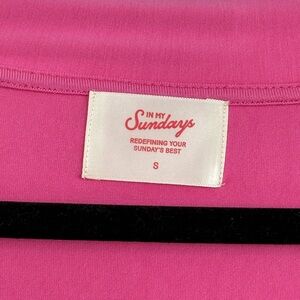 IN MY
Sundays
REDEFINING YOUR
SUNDAY'S BEST
S